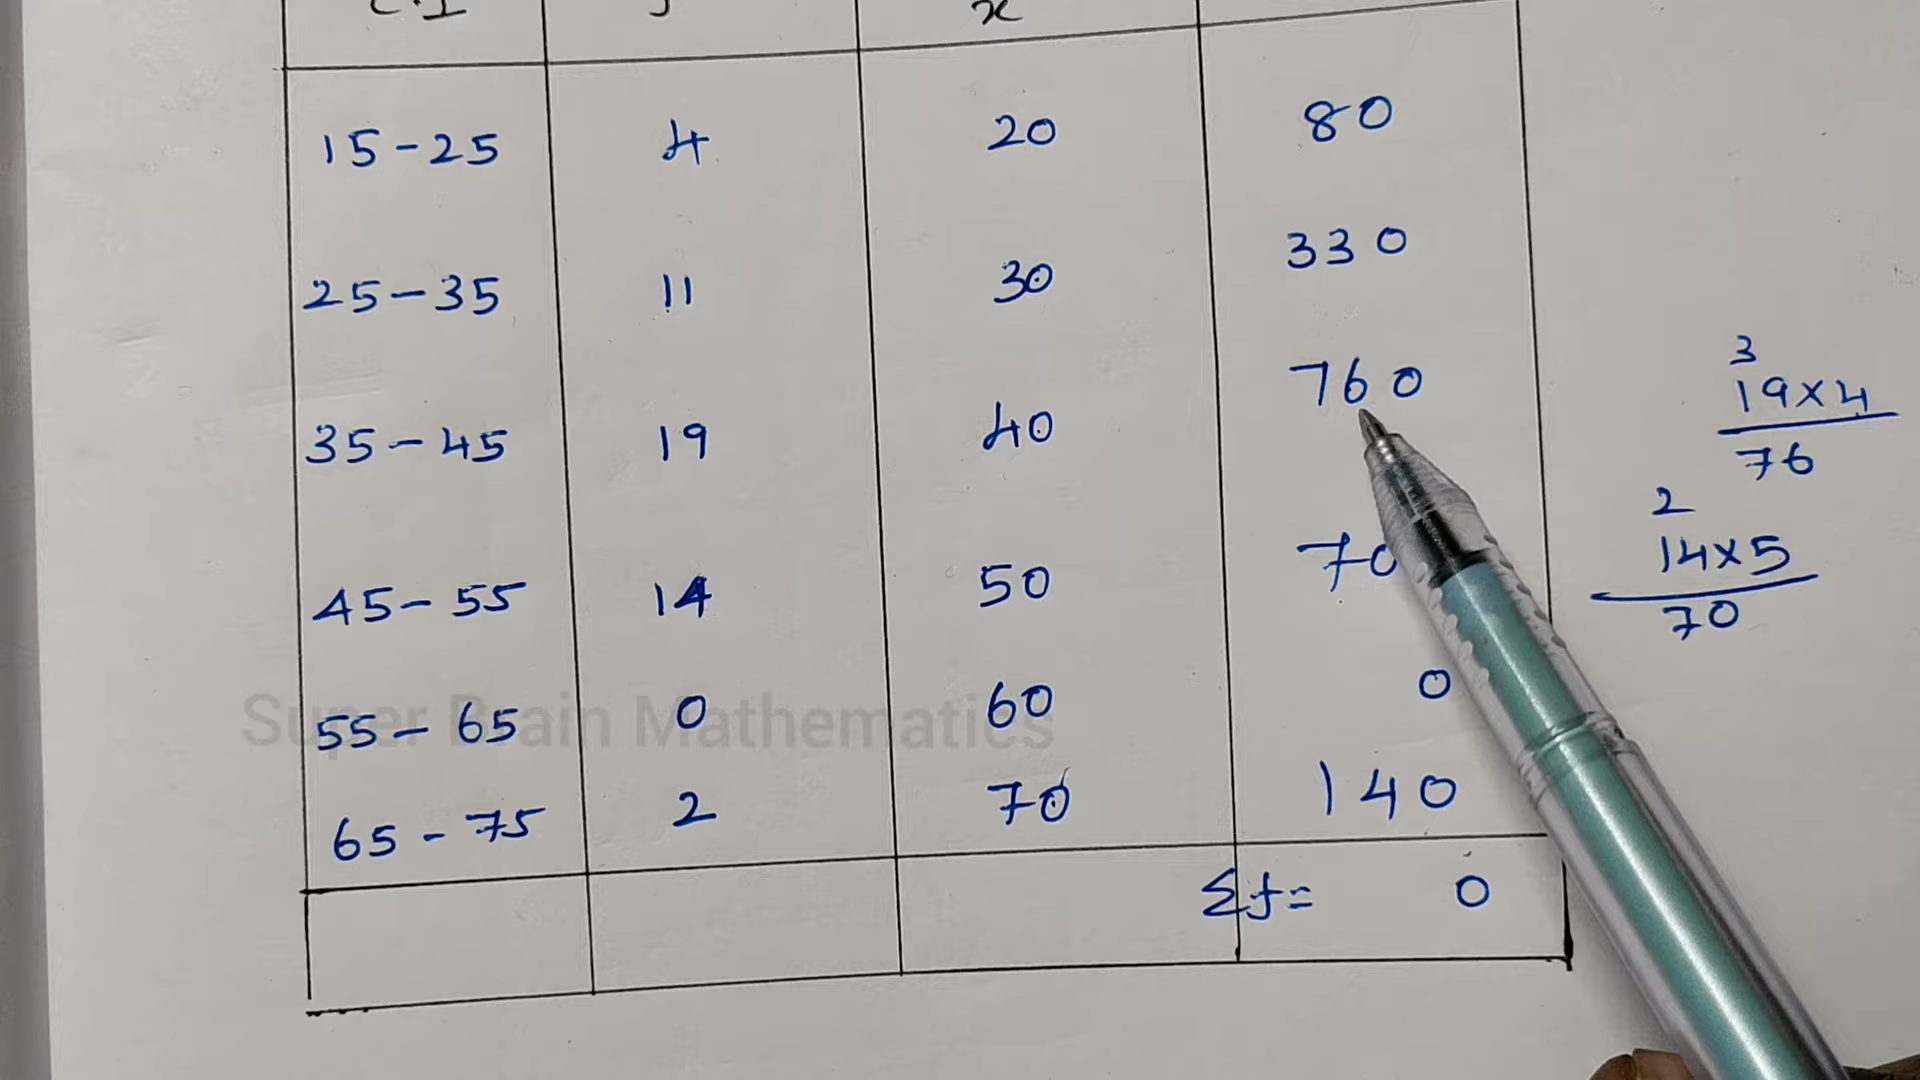 C.I f x
15-25 4 20 80
25-35 11 30 330
35-45 19 40 760
45-55 14 50 70
55-65 0 60 0
65-75 2 70 140
Σf= 0
3
19×4
76
2
14×5
70
Super Brain Mathematics